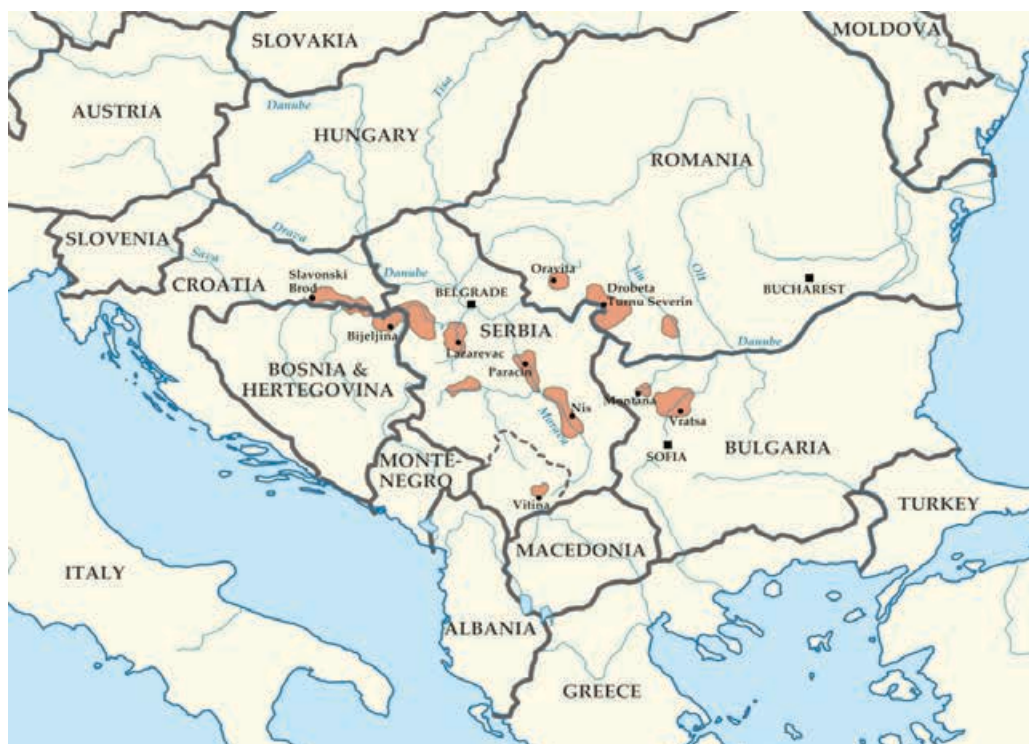 SLOVAKIA
MOLDOVA
AUSTRIA
Danube
Tisa
HUNGARY
ROMANIA
SLOVENIA
Sava
Drava
CROATIA
Slavonski
Brod
Danube
BELGRADE
Oravita
Jiu
Olt
Drobeta
Turnu Severin
BUCHAREST
Bijeljina
SERBIA
Lazarevac
Danube
BOSNIA &
HERTEGOVINA
Paracin
Nis
Morava
Montana
Vratsa
SOFIA
BULGARIA
MONTE-
NEGRO
Vitina
TURKEY
MACEDONIA
ITALY
ALBANIA
GREECE